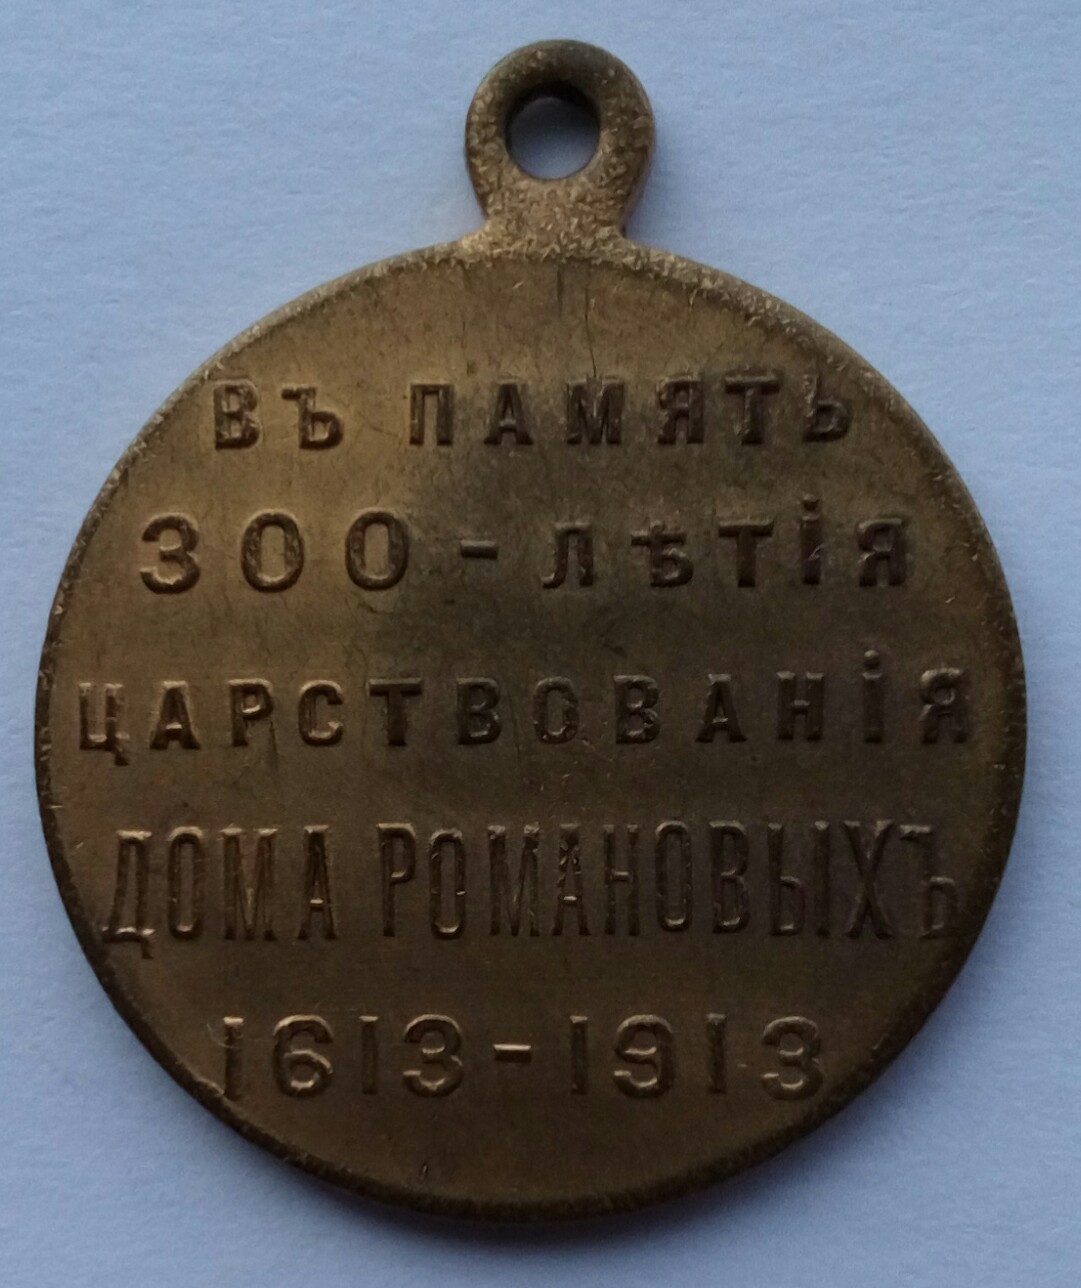 ВЪ ПАМЯТЬ
300-ЛѢТІЯ
ЦАРСТВОВАНІЯ
ДОМА РОМАНОВЫХЪ
1613-1913